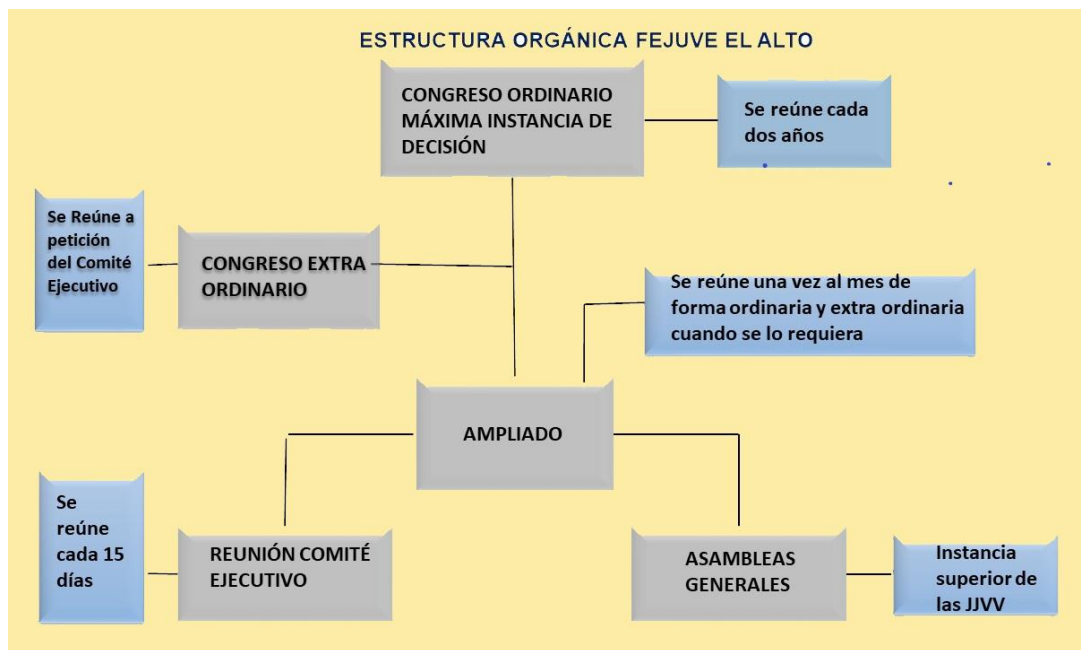 ESTRUCTURA ORGÁNICA FEJUVE EL ALTO
CONGRESO ORDINARIO
MÁXIMA INSTANCIA DE
DECISIÓN
Se reúne cada
dos años
Se Reúne a
petición
del Comité
Ejecutivo
CONGRESO EXTRA
ORDINARIO
Se reúne una vez al mes de
forma ordinaria y extra ordinaria
cuando se lo requiera
AMPLIADO
Se
reúne
cada 15
días
REUNIÓN COMITÉ
EJECUTIVO
ASAMBLEAS
GENERALES
Instancia
superior de
las JJVV